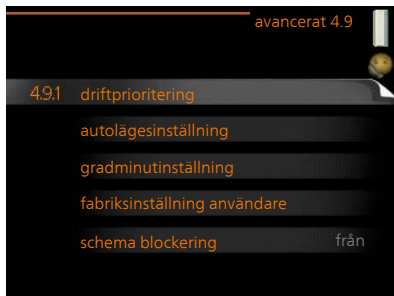 avancerat 4.9
4.9.1 driftprioritering
autolägesinställning
gradminutinställning
fabriksinställning användare
schema blockering från